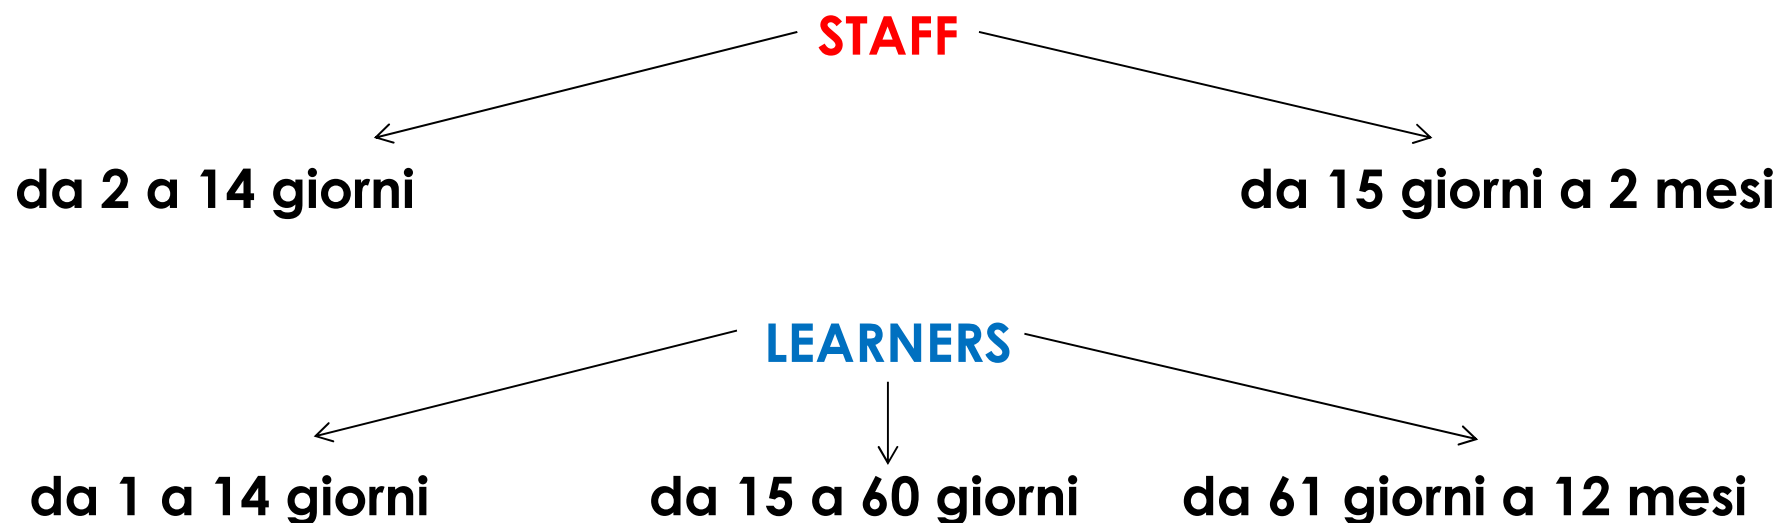 STAFF
da 2 a 14 giorni
da 15 giorni a 2 mesi
LEARNERS
da 1 a 14 giorni
da 15 a 60 giorni
da 61 giorni a 12 mesi